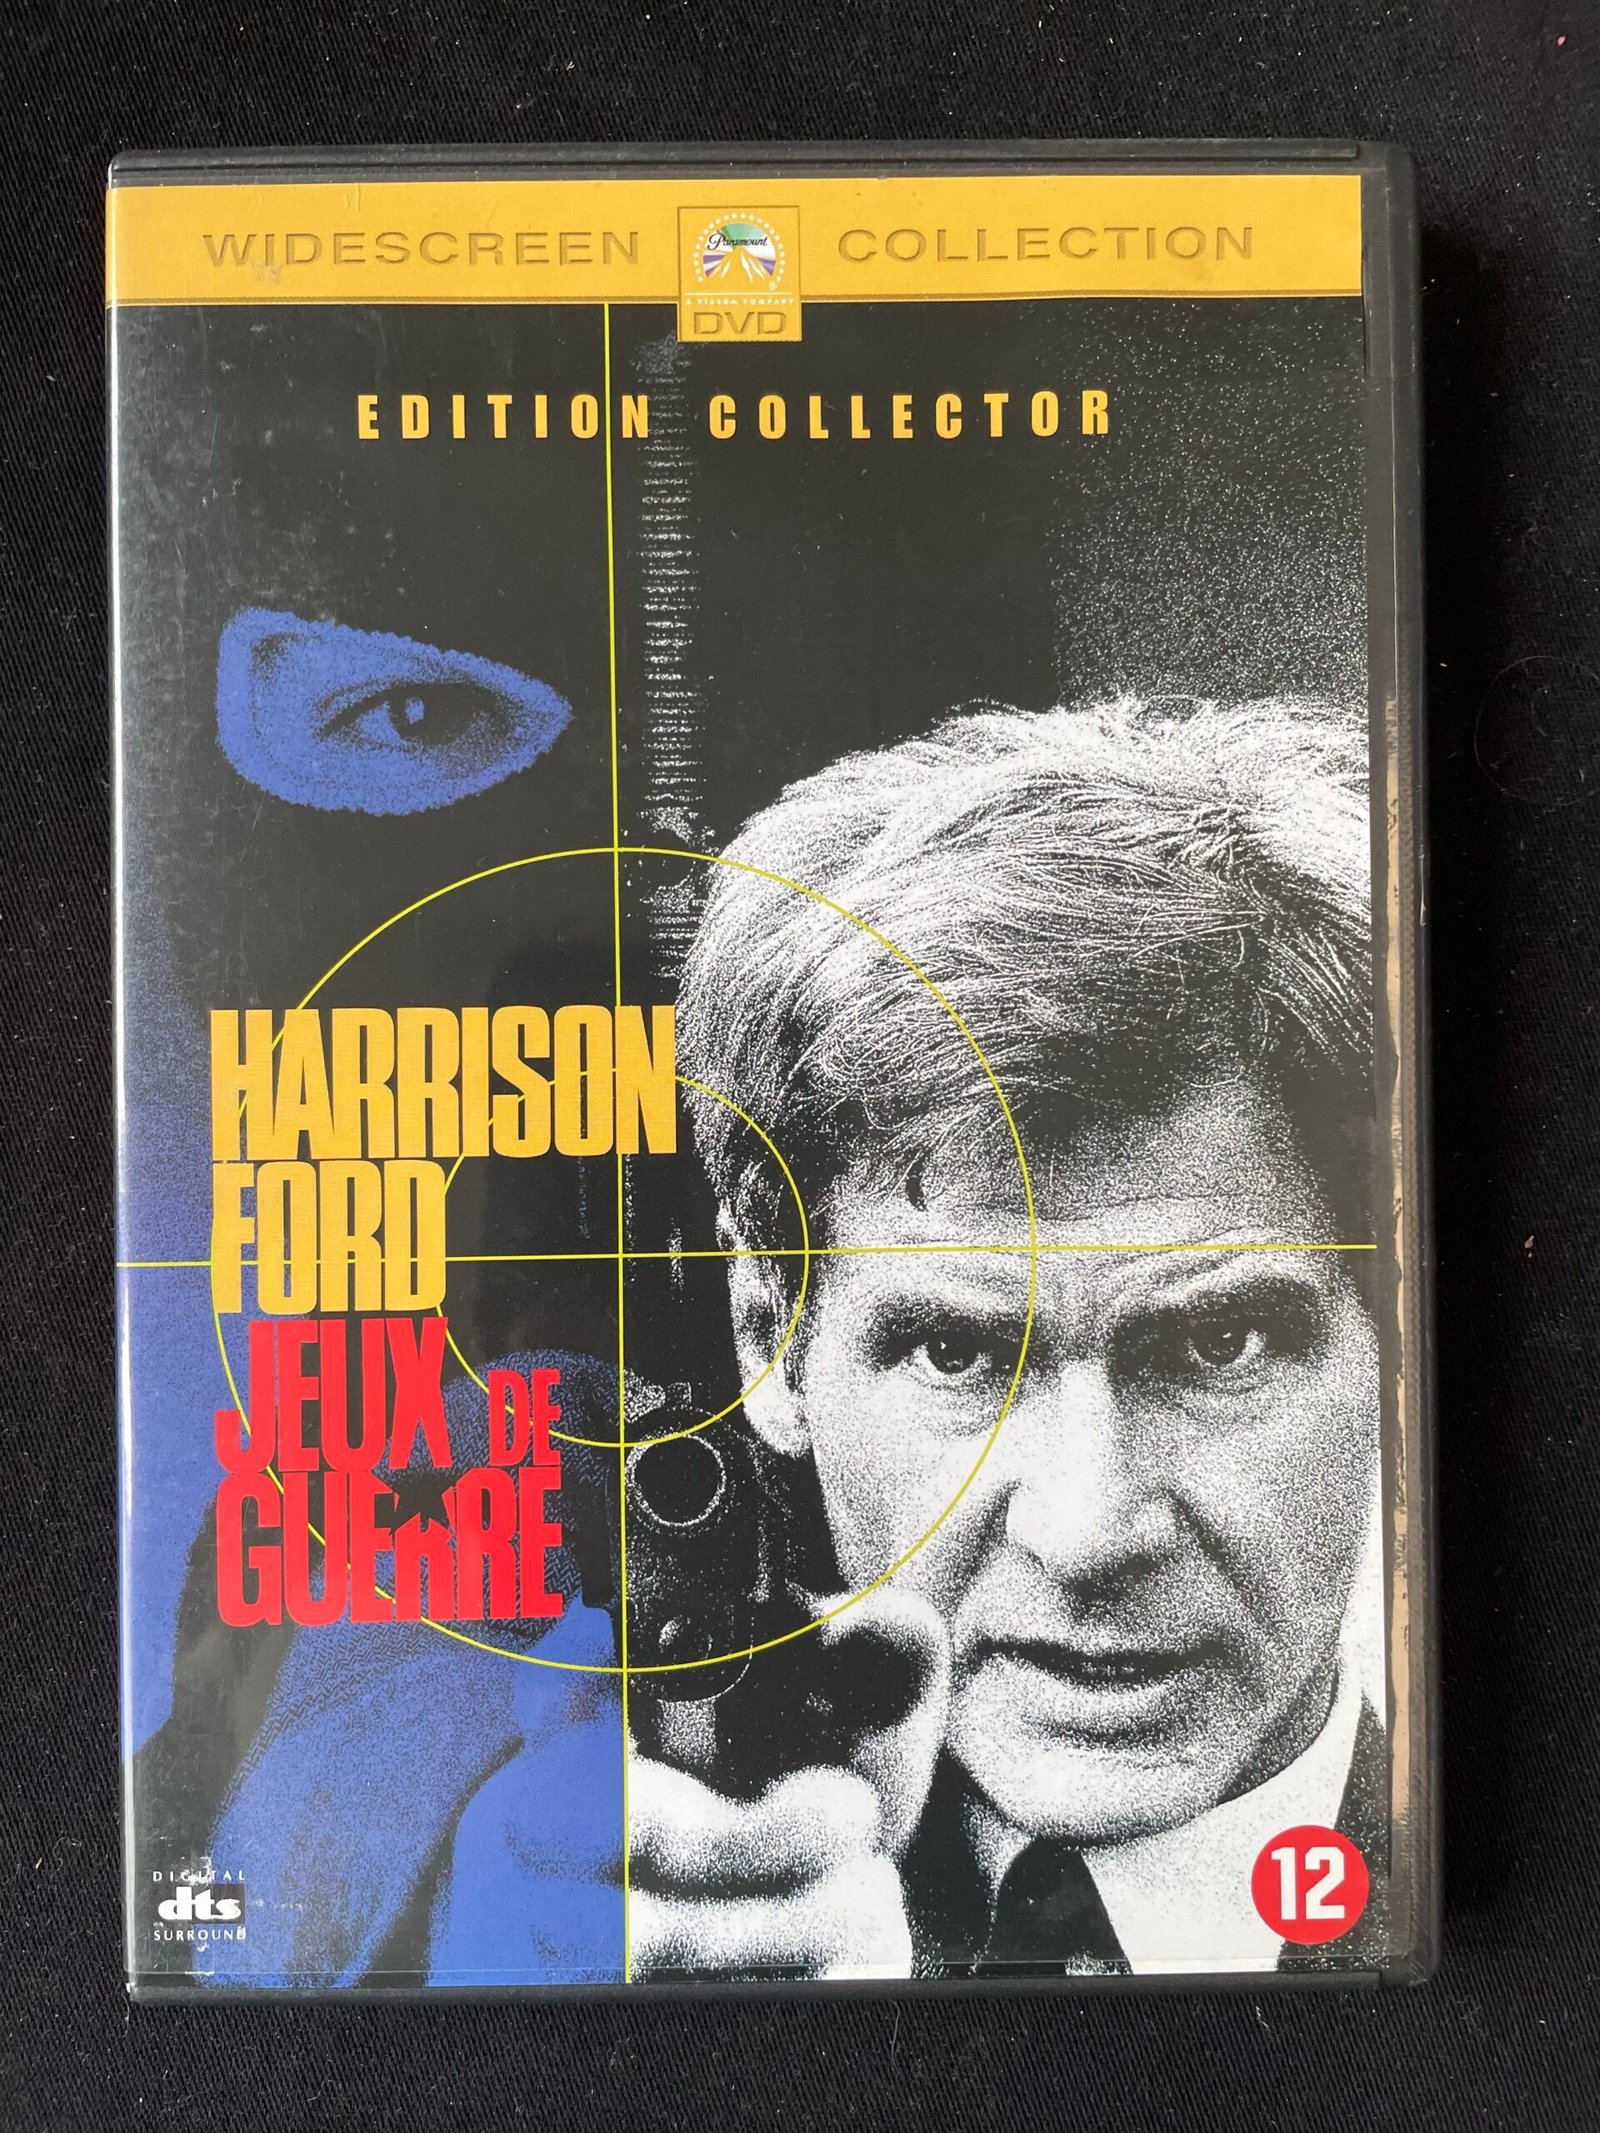 WIDESCREEN COLLECTION
Paramount
A VIACOM COMPANY
DVD
EDITION COLLECTOR
HARRISON
FORD
JEUX DE
GUERRE
DIGITAL
dts
SURROUND
12